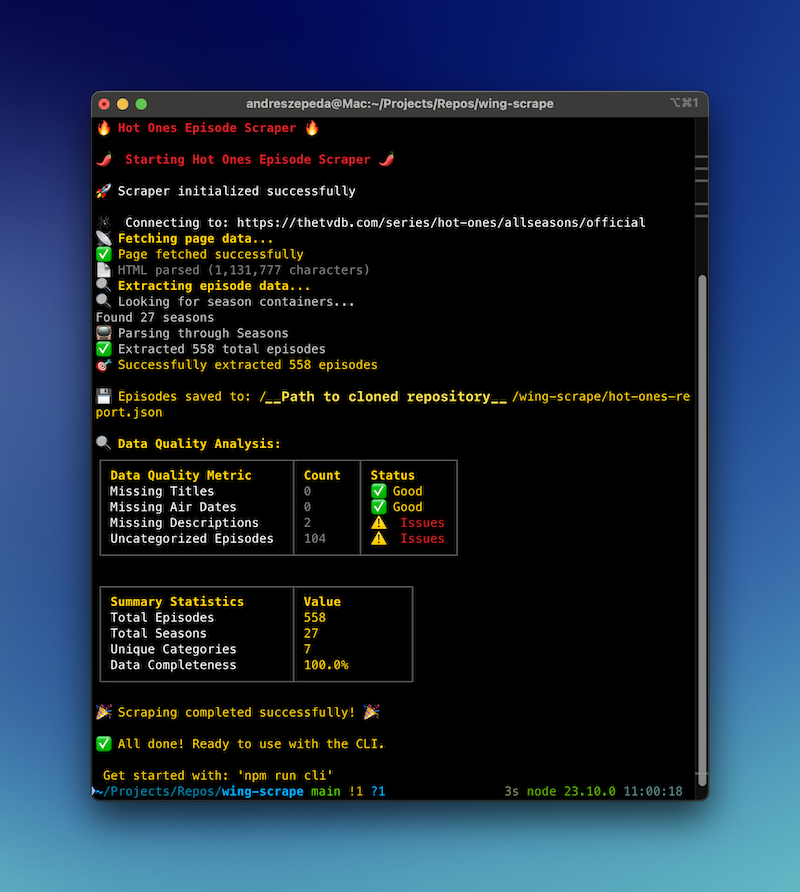 andreszepeda@Mac:~/Projects/Repos/wing-scrape ⌥⌘1
🔥 Hot Ones Episode Scraper 🔥
🌶️ Starting Hot Ones Episode Scraper 🌶️
🚀 Scraper initialized successfully
🕷️ Connecting to: https://thetvdb.com/series/hot-ones/allseasons/official
📡 Fetching page data...
✅ Page fetched successfully
📄 HTML parsed (1,131,777 characters)
🔍 Extracting episode data...
🔍 Looking for season containers...
Found 27 seasons
📺 Parsing through Seasons
✅ Extracted 558 total episodes
🎯 Successfully extracted 558 episodes
💾 Episodes saved to: /__Path to cloned repository__ /wing-scrape/hot-ones-re
port.json
🔍 Data Quality Analysis:
Data Quality Metric Count Status
Missing Titles 0 ✅ Good
Missing Air Dates 0 ✅ Good
Missing Descriptions 2 ⚠️ Issues
Uncategorized Episodes 104 ⚠️ Issues
Summary Statistics Value
Total Episodes 558
Total Seasons 27
Unique Categories 7
Data Completeness 100.0%
🎉 Scraping completed successfully! 🎉
✅ All done! Ready to use with the CLI.
Get started with: 'npm run cli'
~/Projects/Repos/wing-scrape main !1 ?1 3s node 23.10.0 11:00:18